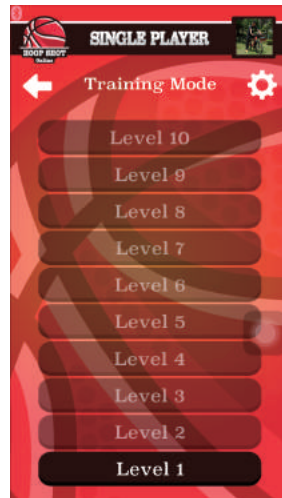 SINGLE PLAYER
HOOP SHOT
Online
Training Mode
Level 10
Level 9
Level 8
Level 7
Level 6
Level 5
Level 4
Level 3
Level 2
Level 1